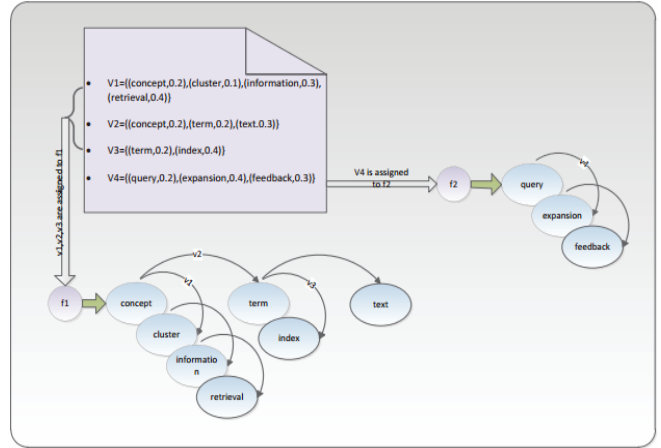 V1={(concept,0.2),(cluster,0.1),(information,0.3),
(retrieval,0.4)}
V2={(concept,0.2),(term,0.2),(text.0.3)}
V3={(term,0.2),(index,0.4)}
V4={(query,0.2),(expansion,0.4),(feedback,0.3)}
v1,v2,v3 are assigned to f1
V4 is assigned
to f2
f2
query
v4
expansion
feedback
f1
concept
v2
v1
term
v3
text
cluster
index
informatio
n
retrieval